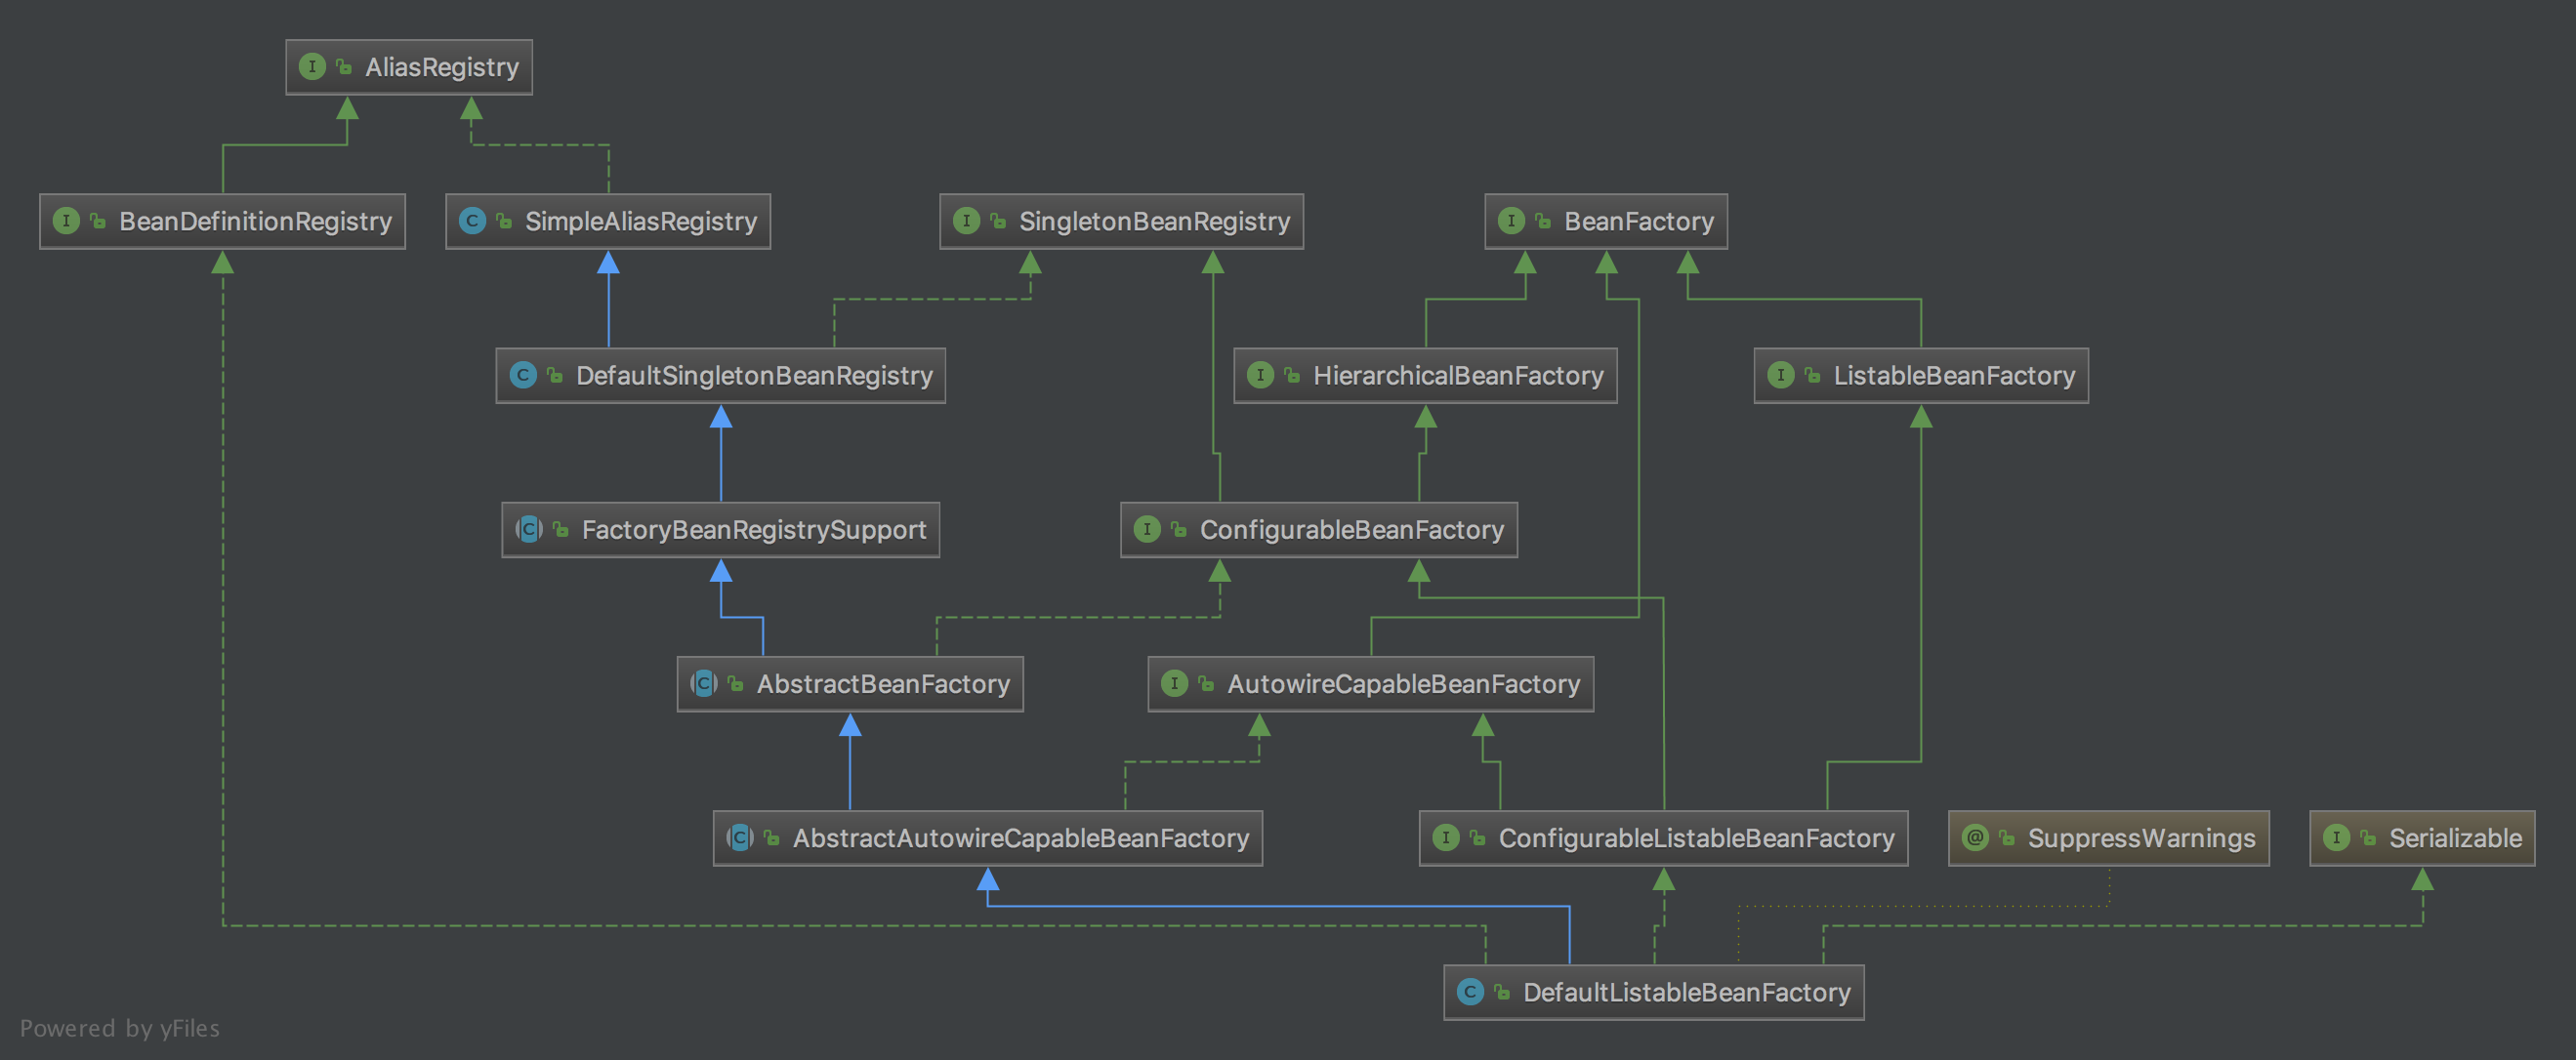 AliasRegistry
BeanDefinitionRegistry
SimpleAliasRegistry
SingletonBeanRegistry
BeanFactory
DefaultSingletonBeanRegistry
HierarchicalBeanFactory
ListableBeanFactory
FactoryBeanRegistrySupport
ConfigurableBeanFactory
AbstractBeanFactory
AutowireCapableBeanFactory
AbstractAutowireCapableBeanFactory
ConfigurableListableBeanFactory
SuppressWarnings
Serializable
DefaultListableBeanFactory
Powered by yFiles